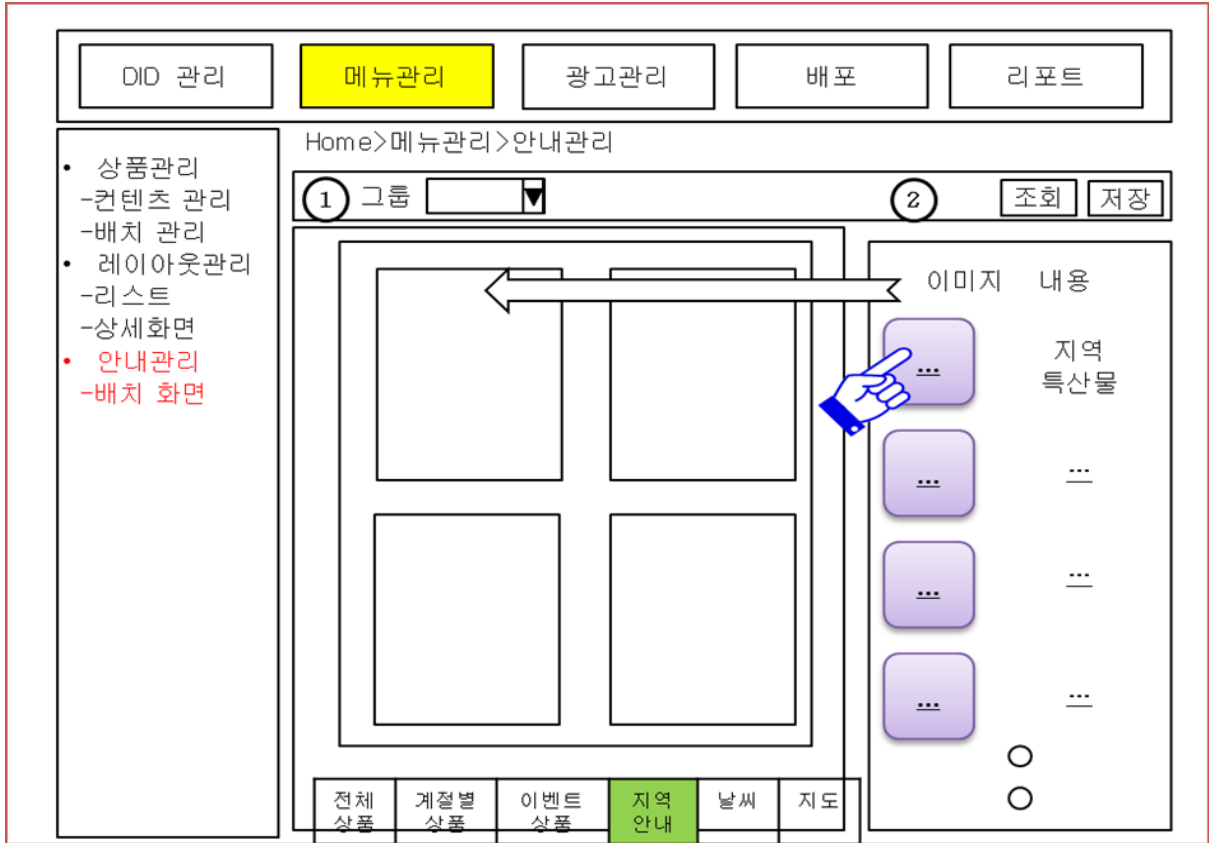 DID 관리
메뉴관리
광고관리
배포
리포트
Home>메뉴관리>안내관리
• 상품관리
-컨텐츠 관리
-배치 관리
• 레이아웃관리
-리스트
-상세화면
• 안내관리
-배치 화면
① 그룹 ▼
② 조회 저장
이미지 내용
... 지역
특산물
... ...
... ...
... ...
전체
상품
계절별
상품
이벤트
상품
지역
안내
날씨
지도